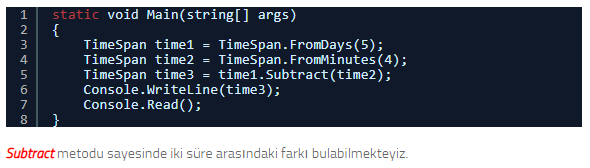 1 static void Main(string[] args)
2 {
3 TimeSpan time1 = TimeSpan.FromDays(5);
4 TimeSpan time2 = TimeSpan.FromMinutes(4);
5 TimeSpan time3 = time1.Subtract(time2);
6 Console.WriteLine(time3);
7 Console.Read();
8 }
Subtract metodu sayesinde iki süre arasındaki farkı bulabilmekteyiz.